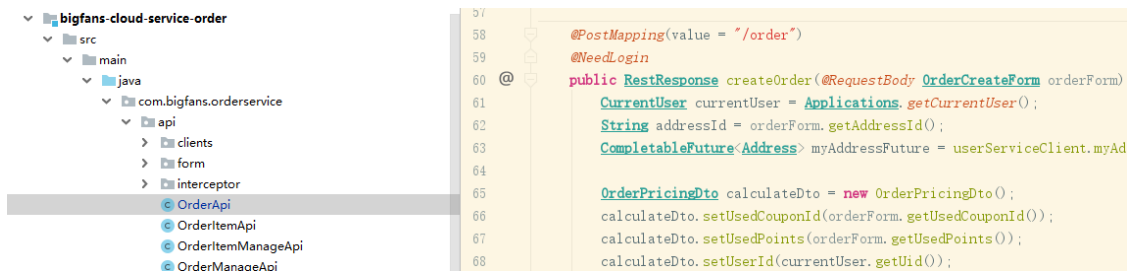 bigfans-cloud-service-order
src
main
java
com.bigfans.orderservice
api
clients
form
interceptor
OrderApi
OrderItemApi
OrderItemManageApi
OrderManageApi
57
58 @PostMapping(value = "/order")
59 @NeedLogin
60 @ public RestResponse createOrder(@RequestBody OrderCreateForm orderForm)
61 CurrentUser currentUser = Applications.getCurrentUser();
62 String addressId = orderForm.getAddressId();
63 CompletableFuture<Address> myAddressFuture = userServiceClient.myAd
64
65 OrderPricingDto calculateDto = new OrderPricingDto();
66 calculateDto.setUsedCouponId(orderForm.getUsedCouponId());
67 calculateDto.setUsedPoints(orderForm.getUsedPoints());
68 calculateDto.setUserId(currentUser.getUid());